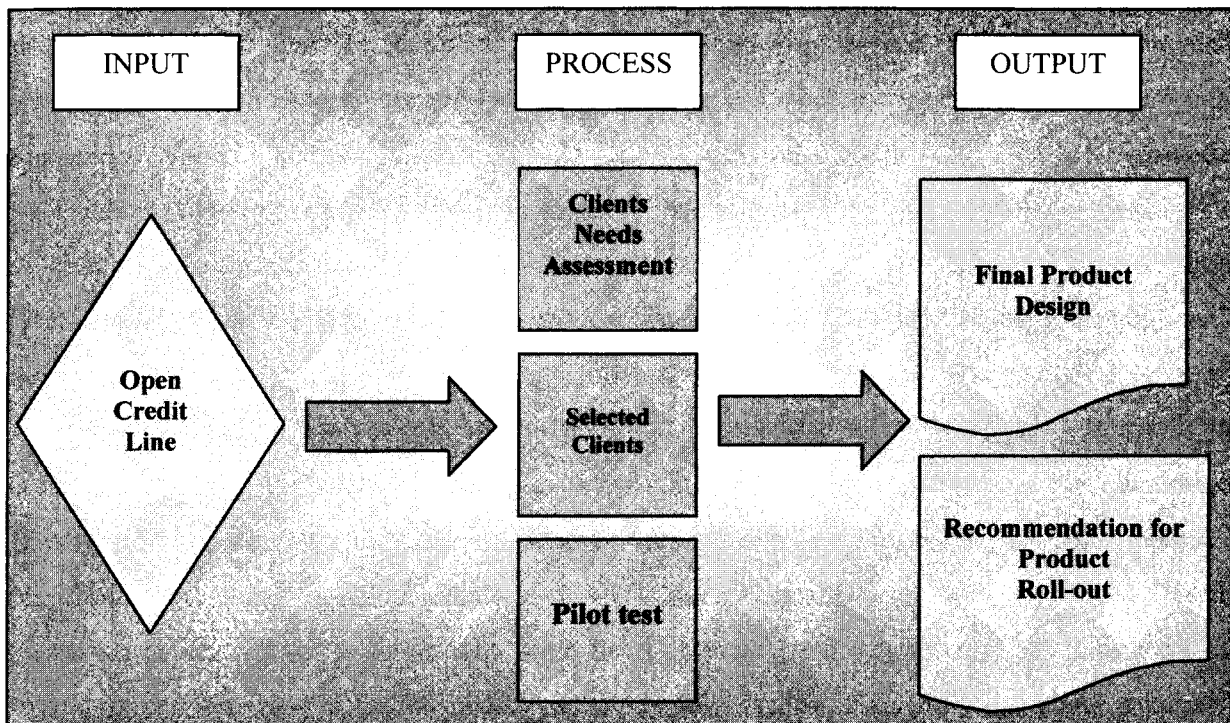 INPUT
PROCESS
OUTPUT
Open
Credit
Line
Clients
Needs
Assessment
Selected
Clients
Pilot test
Final Product
Design
Recommendation for
Product
Roll-out